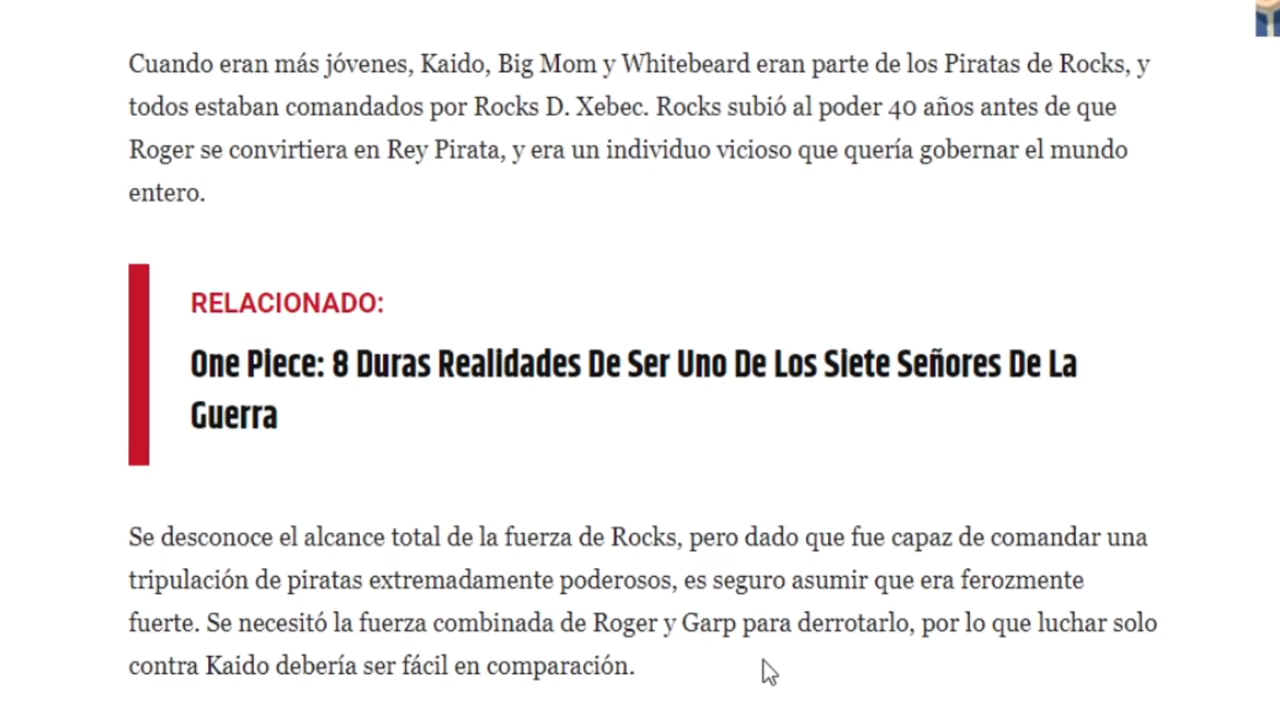 Cuando eran más jóvenes, Kaido, Big Mom y Whitebeard eran parte de los Piratas de Rocks, y
todos estaban comandados por Rocks D. Xebec. Rocks subió al poder 40 años antes de que
Roger se convirtiera en Rey Pirata, y era un individuo vicioso que quería gobernar el mundo
entero.
RELACIONADO:
One Piece: 8 Duras Realidades De Ser Uno De Los Siete Señores De La
Guerra
Se desconoce el alcance total de la fuerza de Rocks, pero dado que fue capaz de comandar una
tripulación de piratas extremadamente poderosos, es seguro asumir que era ferozmente
fuerte. Se necesitó la fuerza combinada de Roger y Garp para derrotarlo, por lo que luchar solo
contra Kaido debería ser fácil en comparación.